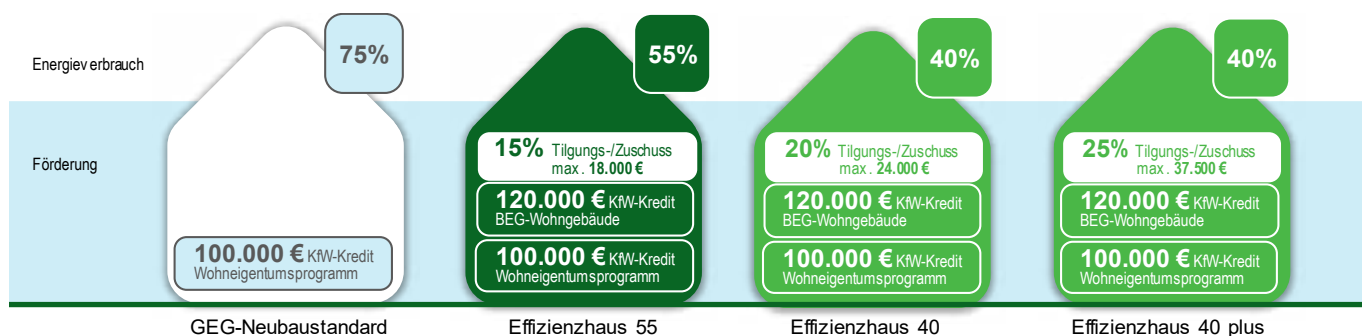 75%
55%
40%
40%
Energieverbrauch
Förderung
15% Tilgungs-/Zuschuss
max. 18.000 €
20% Tilgungs-/Zuschuss
max. 24.000 €
25% Tilgungs-/Zuschuss
max. 37.500 €
120.000 € KfW-Kredit
BEG-Wohngebäude
120.000 € KfW-Kredit
BEG-Wohngebäude
120.000 € KfW-Kredit
BEG-Wohngebäude
100.000 € KfW-Kredit
Wohneigentumsprogramm
100.000 € KfW-Kredit
Wohneigentumsprogramm
100.000 € KfW-Kredit
Wohneigentumsprogramm
100.000 € KfW-Kredit
Wohneigentumsprogramm
GEG-Neubaustandard
Effizienzhaus 55
Effizienzhaus 40
Effizienzhaus 40 plus